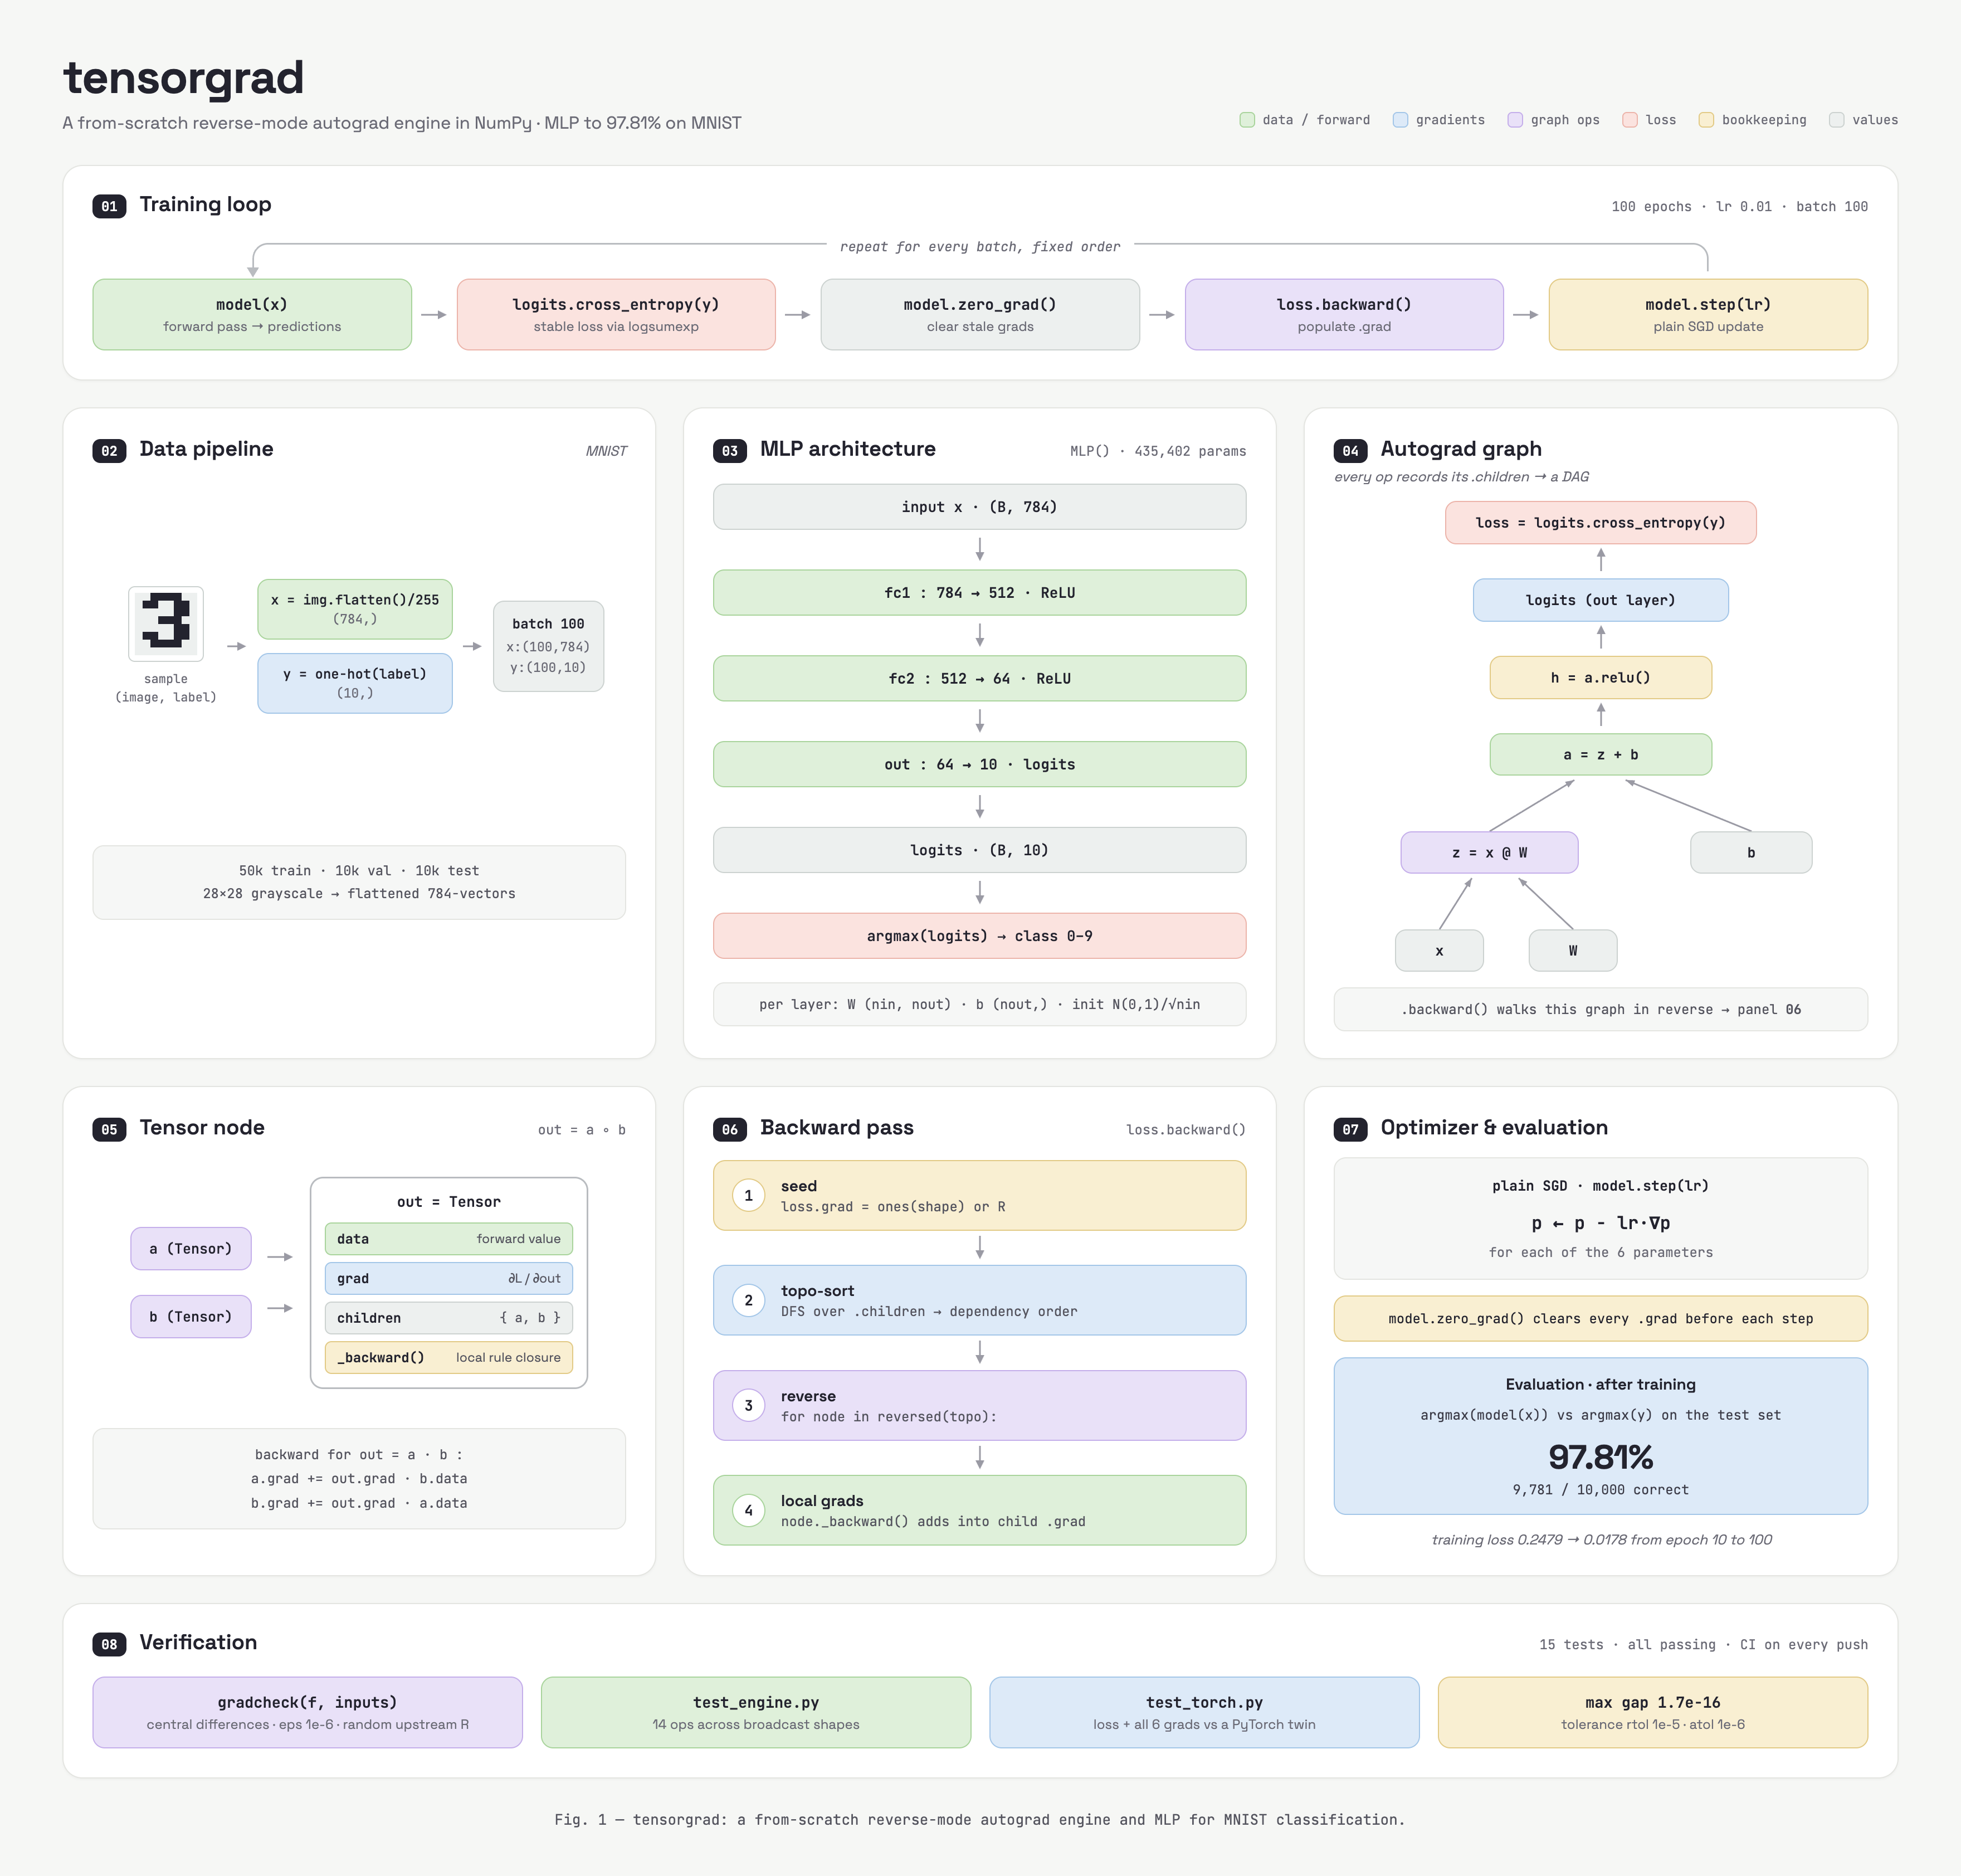 tensorgrad
A from-scratch reverse-mode autograd engine in NumPy · MLP to 97.81% on MNIST
data / forward
gradients
graph ops
loss
bookkeeping
values
01 Training loop
100 epochs · lr 0.01 · batch 100
repeat for every batch, fixed order
model(x)
forward pass → predictions
logits.cross_entropy(y)
stable loss via logsumexp
model.zero_grad()
clear stale grads
loss.backward()
populate .grad
model.step(lr)
plain SGD update
02 Data pipeline
MNIST
3
sample
(image, label)
x = img.flatten()/255
(784,)
y = one-hot(label)
(10,)
batch 100
x:(100,784)
y:(100,10)
50k train · 10k val · 10k test
28×28 grayscale → flattened 784-vectors
03 MLP architecture
MLP() · 435,402 params
input x · (B, 784)
fc1 : 784 → 512 · ReLU
fc2 : 512 → 64 · ReLU
out : 64 → 10 · logits
logits · (B, 10)
argmax(logits) → class 0–9
per layer: W (nin, nout) · b (nout,) · init N(0,1)/√nin
04 Autograd graph
every op records its .children → a DAG
loss = logits.cross_entropy(y)
logits (out layer)
h = a.relu()
a = z + b
z = x @ W
b
x
W
.backward() walks this graph in reverse → panel 06
05 Tensor node
out = a ∘ b
a (Tensor)
b (Tensor)
out = Tensor
data forward value
grad ∂L/∂out
children { a, b }
_backward() local rule closure
backward for out = a · b :
a.grad += out.grad · b.data
b.grad += out.grad · a.data
06 Backward pass
loss.backward()
1 seed
loss.grad = ones(shape) or R
2 topo-sort
DFS over .children → dependency order
3 reverse
for node in reversed(topo):
4 local grads
node._backward() adds into child .grad
07 Optimizer & evaluation
plain SGD · model.step(lr)
p ← p - lr·∇p
for each of the 6 parameters
model.zero_grad() clears every .grad before each step
Evaluation · after training
argmax(model(x)) vs argmax(y) on the test set
97.81%
9,781 / 10,000 correct
training loss 0.2479 → 0.0178 from epoch 10 to 100
08 Verification
15 tests · all passing · CI on every push
gradcheck(f, inputs)
central differences · eps 1e-6 · random upstream R
test_engine.py
14 ops across broadcast shapes
test_torch.py
loss + all 6 grads vs a PyTorch twin
max gap 1.7e-16
tolerance rtol 1e-5 · atol 1e-6
Fig. 1 — tensorgrad: a from-scratch reverse-mode autograd engine and MLP for MNIST classification.